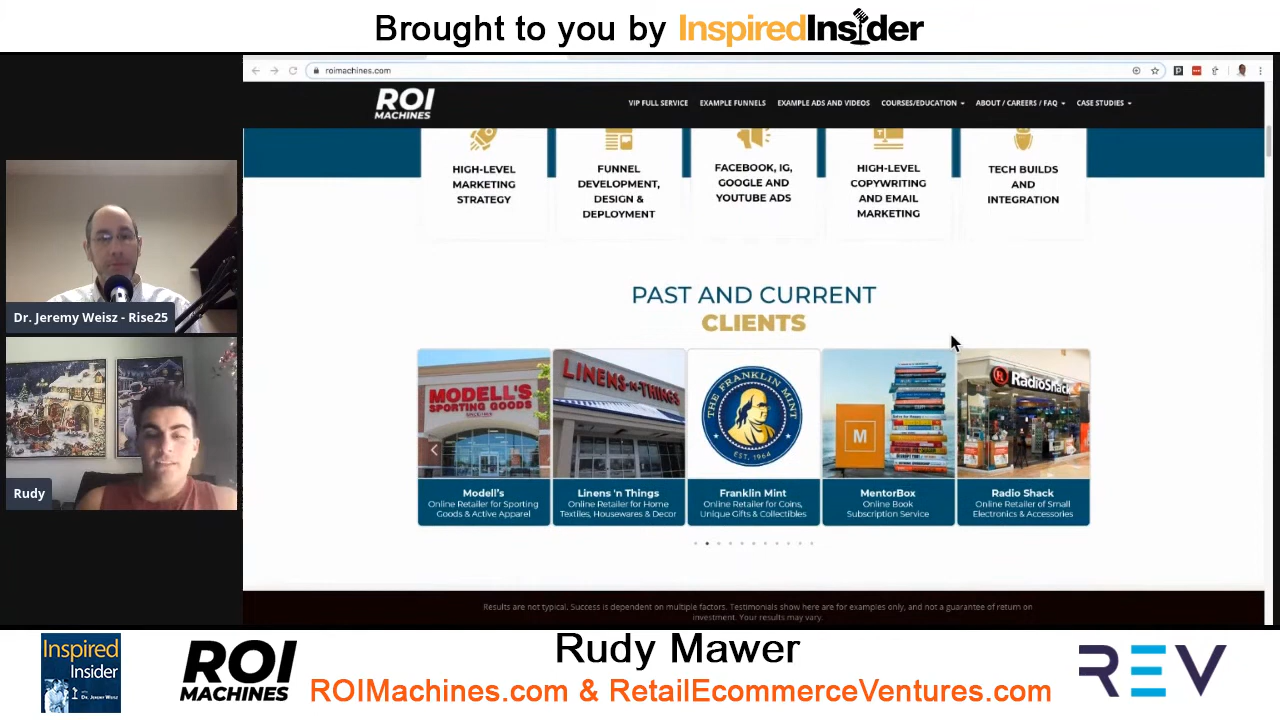 Brought to you by InspiredInsider
roimachines.com
ROI
MACHINES
VIP FULL SERVICE
EXAMPLE FUNNELS
EXAMPLE ADS AND VIDEOS
COURSES/EDUCATION
ABOUT / CAREERS / FAQ
CASE STUDIES
HIGH-LEVEL
MARKETING
STRATEGY
FUNNEL
DEVELOPMENT,
DESIGN &
DEPLOYMENT
FACEBOOK, IG,
GOOGLE AND
YOUTUBE ADS
HIGH-LEVEL
COPYWRITING
AND EMAIL
MARKETING
TECH BUILDS
AND
INTEGRATION
PAST AND CURRENT
CLIENTS
MODELL'S
SPORTING GOODS
LINENS-N-THINGS
THE FRANKLIN MINT
EST. 1964
M
RadioShack
Modell's
Online Retailer for Sporting
Goods & Active Apparel
Linens 'n Things
Online Retailer for Home
Textiles, Housewares & Decor
Franklin Mint
Online Retailer for Coins,
Unique Gifts & Collectibles
MentorBox
Online Book
Subscription Service
Radio Shack
Online Retailer of Small
Electronics & Accessories
Results are not typical. Success is dependent on multiple factors. Testimonials show here are for examples only, and not a guarantee of return on
investment. Your results may vary.
Dr. Jeremy Weisz - Rise25
Rudy
Inspired
Insider
with Dr. Jeremy Weisz
ROI
MACHINES
Rudy Mawer
ROIMachines.com & RetailEcommerceVentures.com
REV